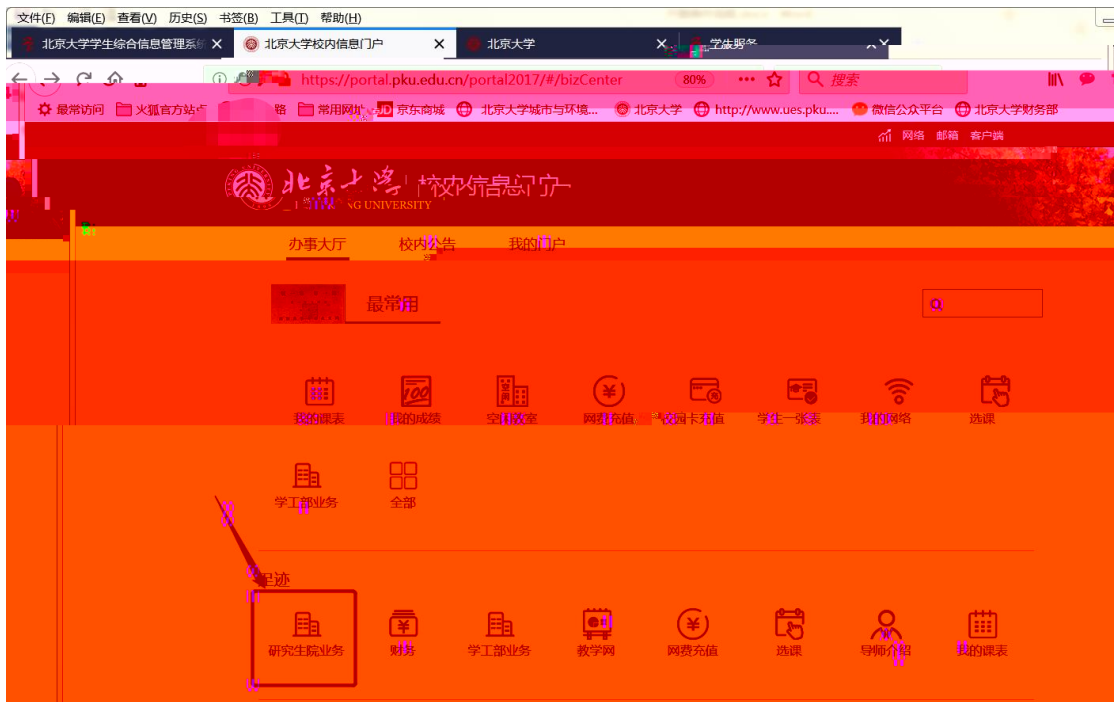 文件(F) 编辑(E) 查看(V) 历史(S) 书签(B) 工具(T) 帮助(H)
北京大学学生综合信息管理系统 北京大学校内信息门户 北京大学
https://portal.pku.edu.cn/portal2017/#/bizCenter 80% 搜索
最常访问 火狐官方站点 常用网址 JD 京东商城 北京大学城市与环境... 北京大学 http://www.ues.pku.... 微信公众平台 北京大学财务部
网络 邮箱 客户端
北京大学 校内信息门户
UNIVERSITY
办事大厅 校内公告 我的门户
最常用
我的课表 我的成绩 空闲教室 网费充值 校园卡充值 学生一张表 我的网络 选课
学工部业务 全部
足迹
研究生院业务 财务 学工部业务 教学网 网费充值 选课 导师介绍 我的课表